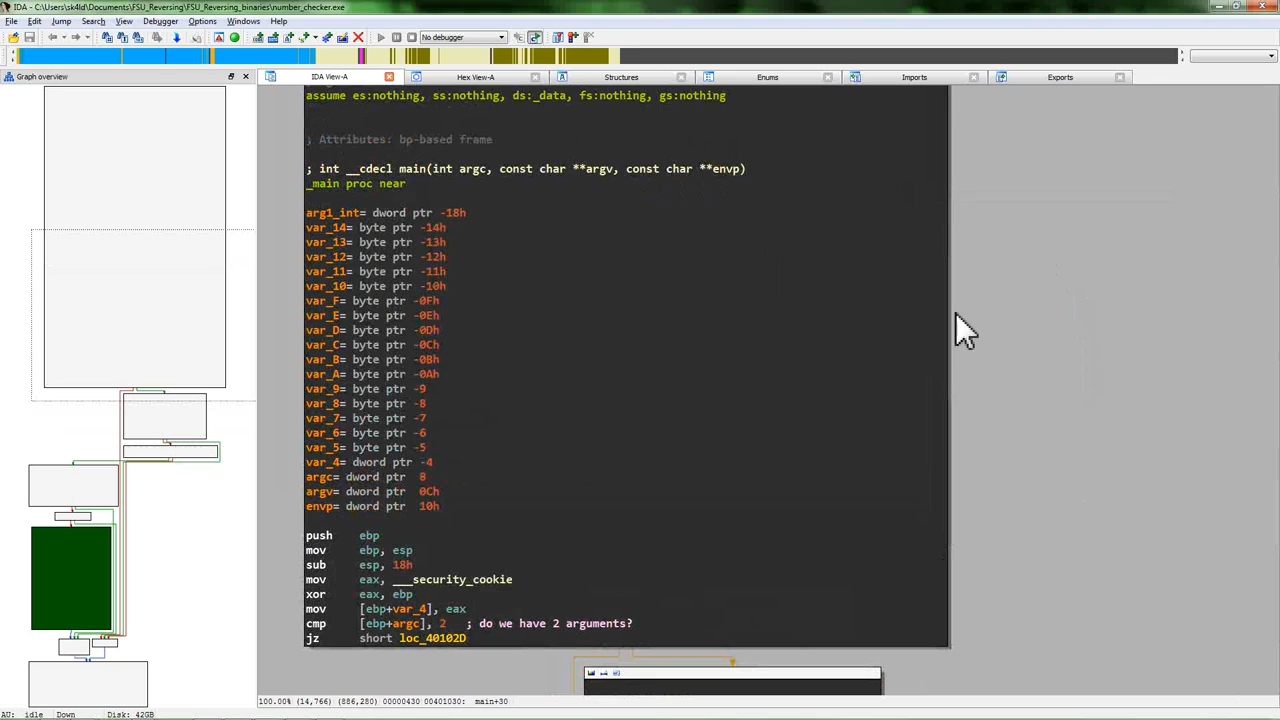 IDA - C:\Users\sk4ld\Documents\FSU_Reversing\FSU_Reversing_binaries\number_checker.exe
File Edit Jump Search View Debugger Options Windows Help
No debugger
Graph overview
IDA View-A Hex View-A Structures Enums Imports Exports
assume es:nothing, ss:nothing, ds:_data, fs:nothing, gs:nothing
; Attributes: bp-based frame
; int __cdecl main(int argc, const char **argv, const char **envp)
_main proc near
arg1_int= dword ptr -18h
var_14= byte ptr -14h
var_13= byte ptr -13h
var_12= byte ptr -12h
var_11= byte ptr -11h
var_10= byte ptr -10h
var_F= byte ptr -0Fh
var_E= byte ptr -0Eh
var_D= byte ptr -0Dh
var_C= byte ptr -0Ch
var_B= byte ptr -0Bh
var_A= byte ptr -0Ah
var_9= byte ptr -9
var_8= byte ptr -8
var_7= byte ptr -7
var_6= byte ptr -6
var_5= byte ptr -5
var_4= dword ptr -4
argc= dword ptr 8
argv= dword ptr 0Ch
envp= dword ptr 10h
push ebp
mov ebp, esp
sub esp, 18h
mov eax, ___security_cookie
xor eax, ebp
mov [ebp+var_4], eax
cmp [ebp+argc], 2 ; do we have 2 arguments?
jz short loc_40102D
100.00% (14,766) (886,280) 00000430 00401030: main+30
AU: idle Down Disk: 42GB